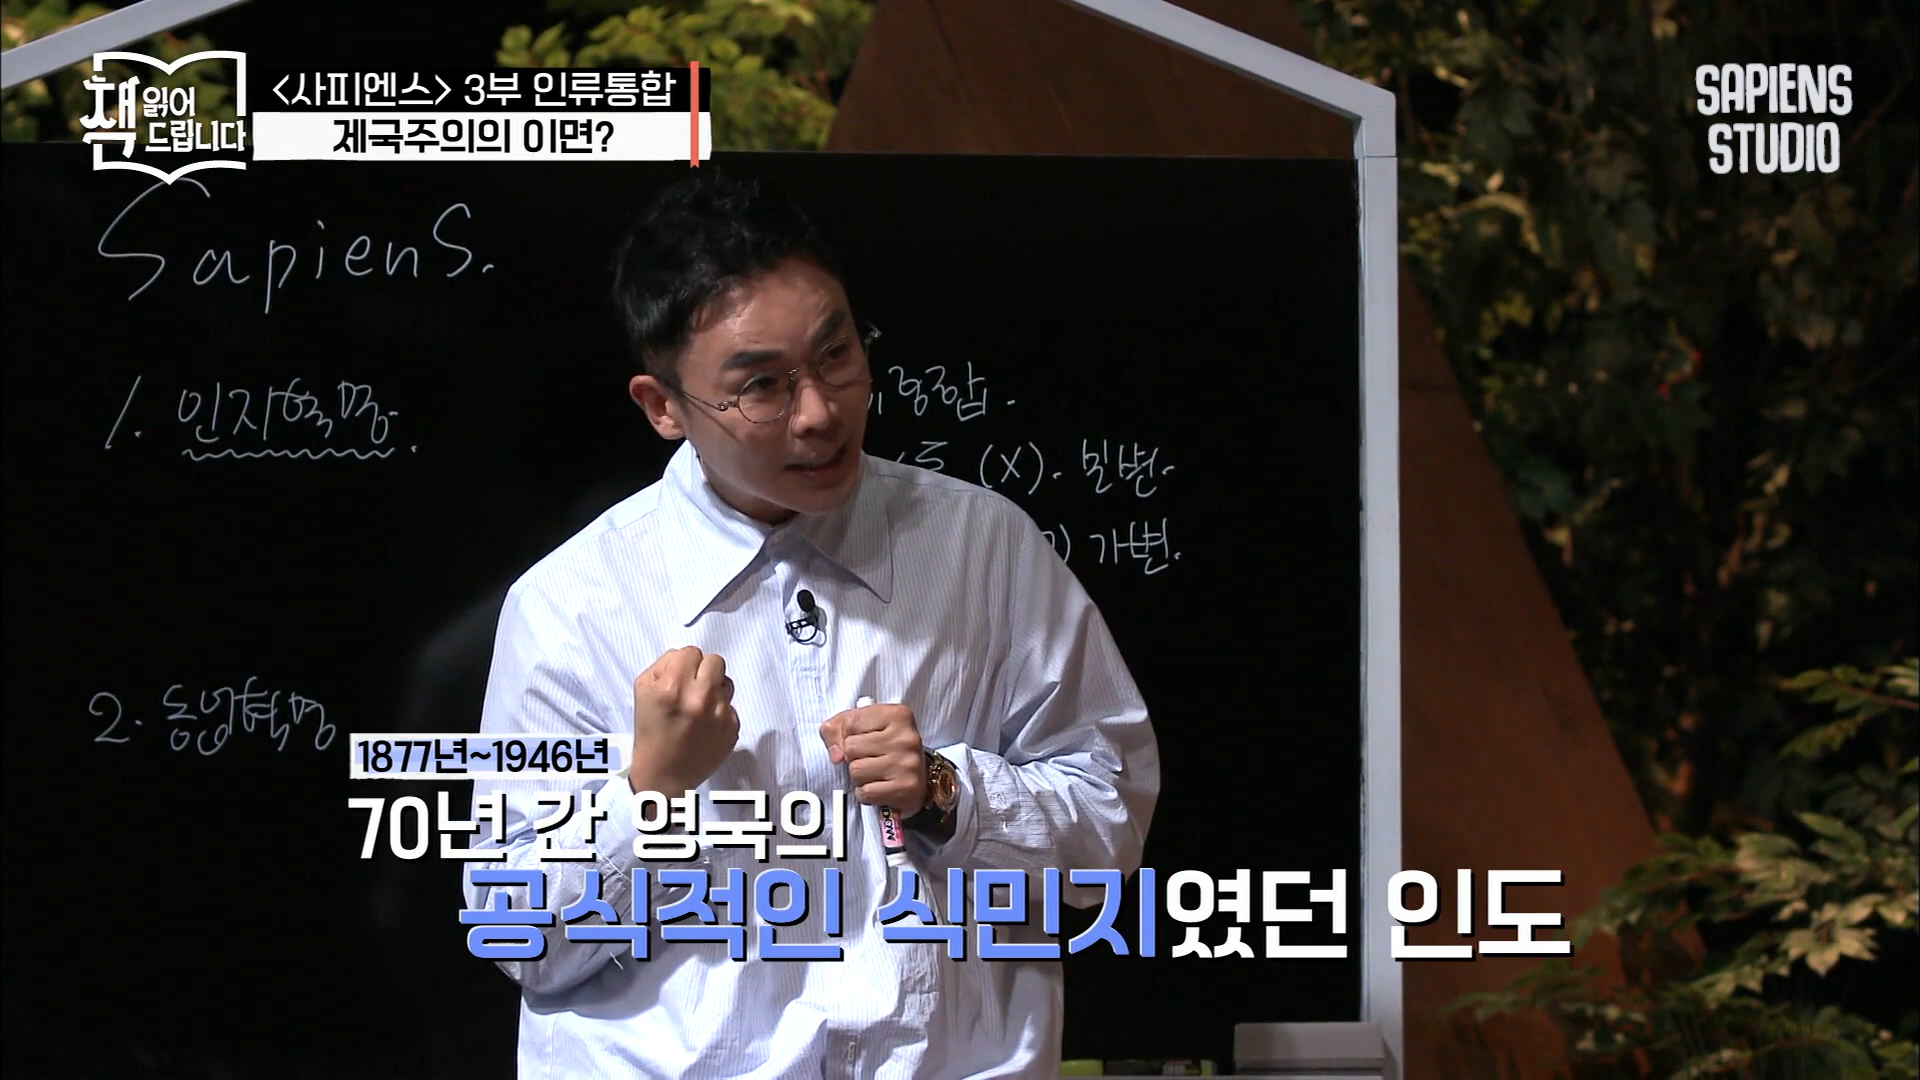 책 읽어
드립니다
<사피엔스> 3부 인류통합
제국주의의 이면?
SAPIENS
STUDIO
Sapiens.
1. 인지혁명.
(X). 밀변.
가변.
2. 농업혁명
1877년~1946년
70년 간 영국의
공식적인 식민지였던 인도